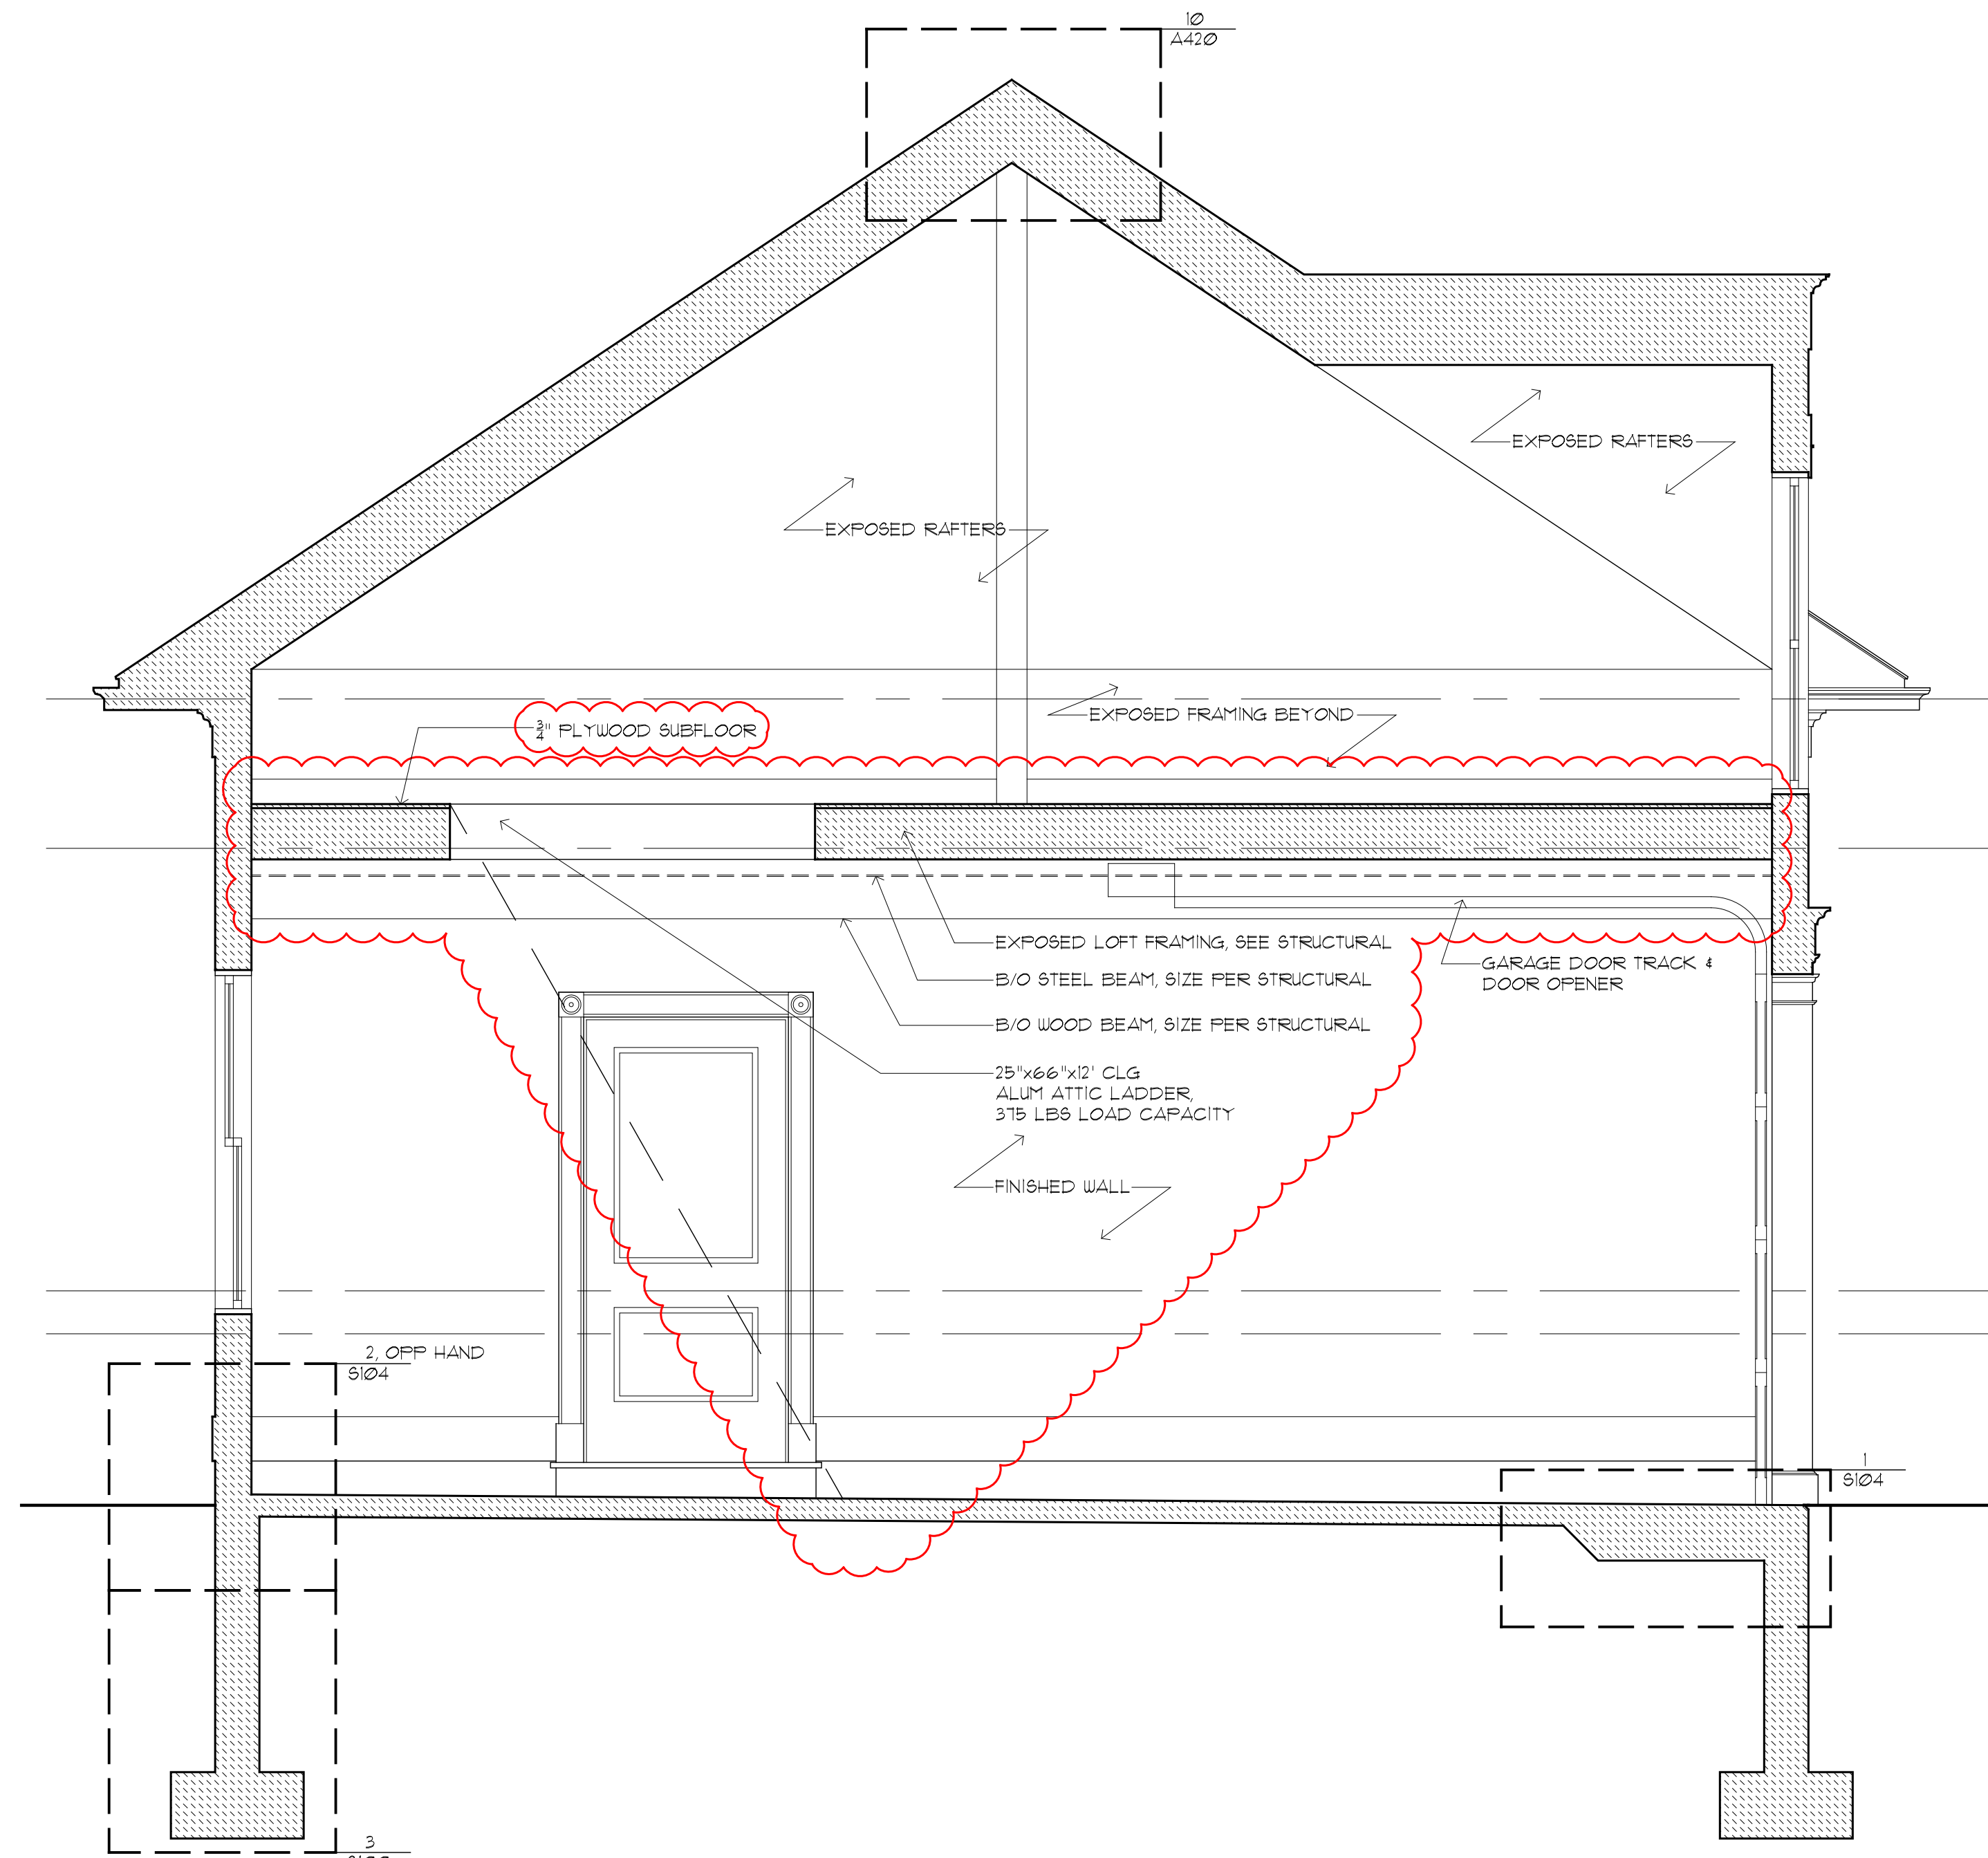 10
A420
EXPOSED RAFTERS
EXPOSED RAFTERS
EXPOSED FRAMING BEYOND
3/4" PLYWOOD SUBFLOOR
EXPOSED LOFT FRAMING, SEE STRUCTURAL
GARAGE DOOR TRACK &
DOOR OPENER
B/O STEEL BEAM, SIZE PER STRUCTURAL
B/O WOOD BEAM, SIZE PER STRUCTURAL
25"x66"x12' CLG
ALUM ATTIC LADDER,
375 LBS LOAD CAPACITY
FINISHED WALL
2, OPP HAND
S104
1
S104
3